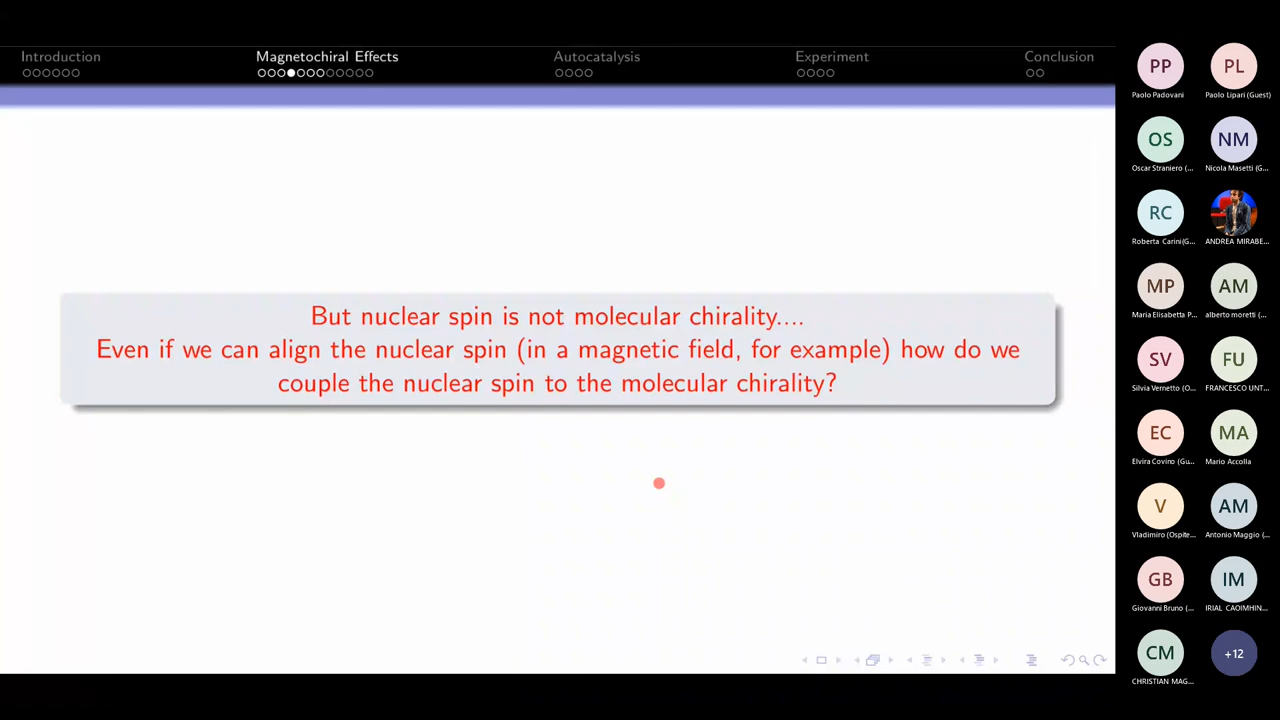 Introduction
Magnetochiral Effects
Autocatalysis
Experiment
Conclusion
But nuclear spin is not molecular chirality....
Even if we can align the nuclear spin (in a magnetic field, for example) how do we
couple the nuclear spin to the molecular chirality?
PP
Paolo Padovani
PL
Paolo Lipari (Guest)
OS
Oscar Straniero (...
NM
Nicola Masetti (G...
RC
Roberta Carini(G...
ANDREA MIRABE...
MP
Maria Elisabetta P...
AM
alberto moretti (...
SV
Silvia Vernetto (O...
FU
FRANCESCO UNT...
EC
Elvira Covino (Gu...
MA
Mario Accolla
V
Vladimiro (Ospite...
AM
Antonio Maggio (...
GB
Giovanni Bruno (...
IM
IRIAL CAOIMHIN...
CM
CHRISTIAN MAG...
+12